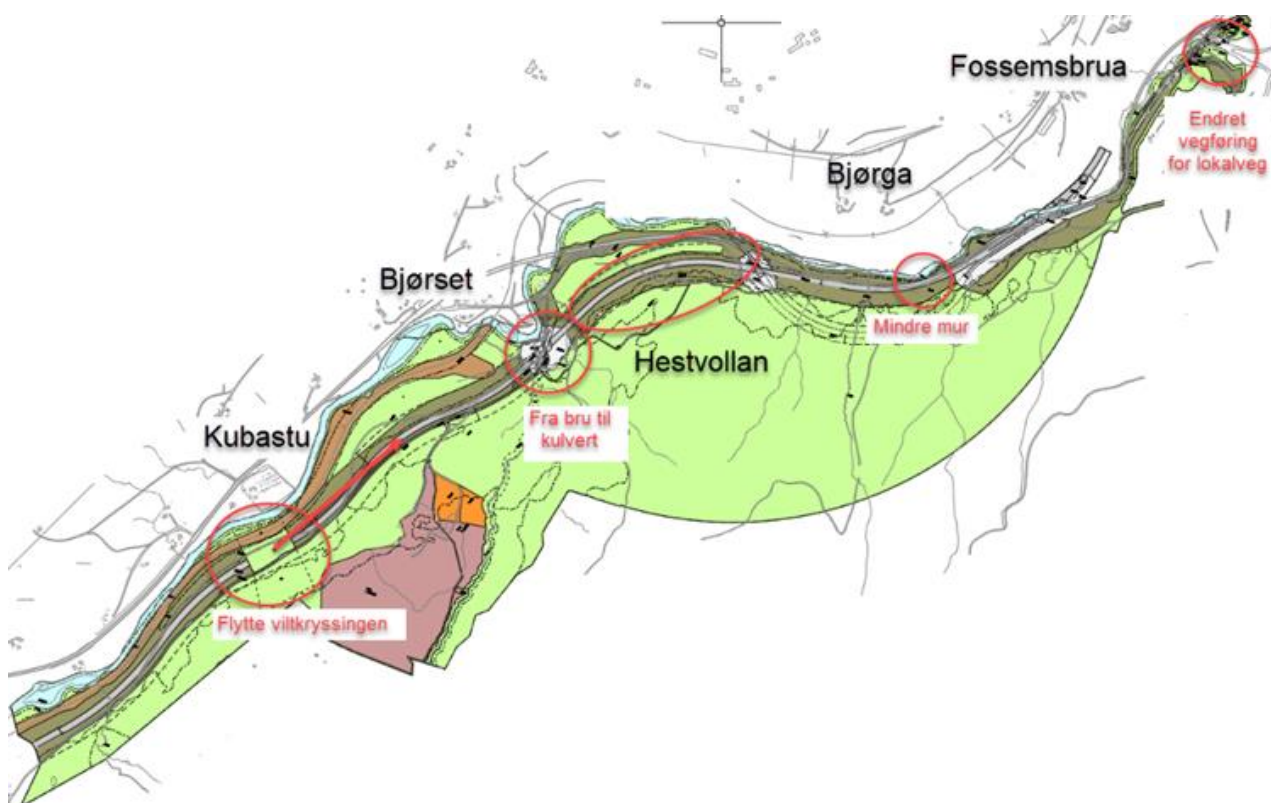 Fossemsbrua
Endret
vegføring
for lokalveg
Bjørga
Bjørset
Mindre mur
Hestvollan
Fra bru til
kulvert
Kubastu
Flytte viltkryssingen